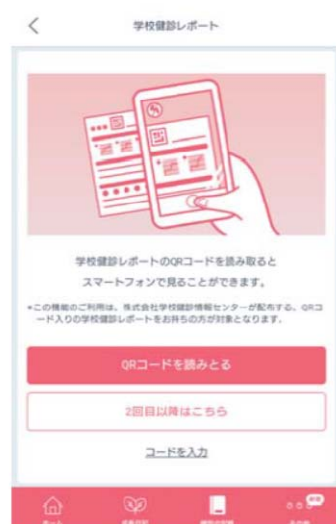 学校健診レポート
学校健診レポートのQRコードを読み取ると
スマートフォンで見ることができます。
*この機能のご利用は、株式会社学校健診情報センターが配布する、QRコ
ード入りの学校健診レポートをお持ちの方が対象となります。
QRコードを読みとる
2回目以降はこちら
コードを入力
ホーム